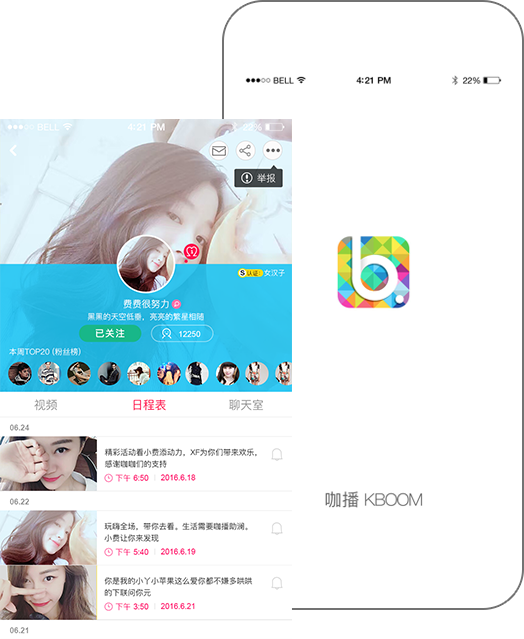 BELL 4:21 PM 22%
BELL 4:21 PM 22%
举报
S认证 女汉子
费费很努力
黑黑的天空低垂，亮亮的繁星相随
已关注 12250
本周TOP20 (粉丝榜)
视频 日程表 聊天室
06.24
精彩活动看小费添动力，XF为你们带来欢乐，
感谢咖咖们的支持
下午 6:50 2016.6.18
06.22
玩嗨全场，带你去看。生活需要咖播助澜，
小费让你来发现
下午 5:40 2016.6.19
你是我的小丫小苹果这么爱你都不嫌多哄哄
的下联问你元
下午 3:50 2016.6.21
06.21
b.
咖播 KBOOM